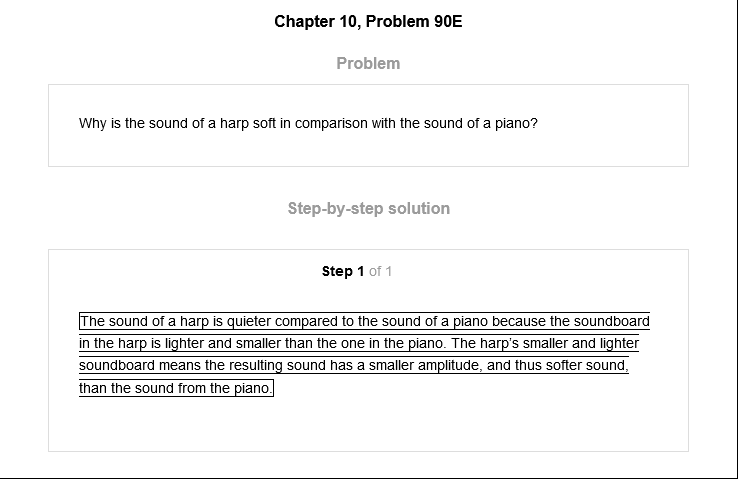 Chapter 10, Problem 90E
Problem
Why is the sound of a harp soft in comparison with the sound of a piano?
Step-by-step solution
Step 1 of 1
The sound of a harp is quieter compared to the sound of a piano because the soundboard
in the harp is lighter and smaller than the one in the piano. The harp's smaller and lighter
soundboard means the resulting sound has a smaller amplitude, and thus softer sound,
than the sound from the piano.